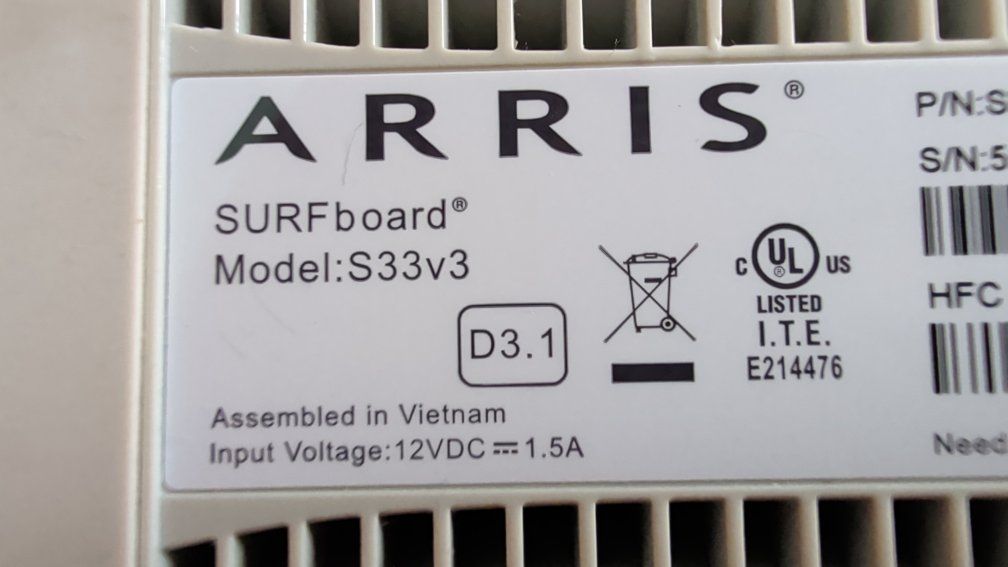 ARRIS®
SURFboard®
Model:S33v3
D3.1
C UL® US
LISTED
I.T.E.
E214476
Assembled in Vietnam
Input Voltage:12VDC ⎓ 1.5A
P/N:S
S/N:5
HFC
Need